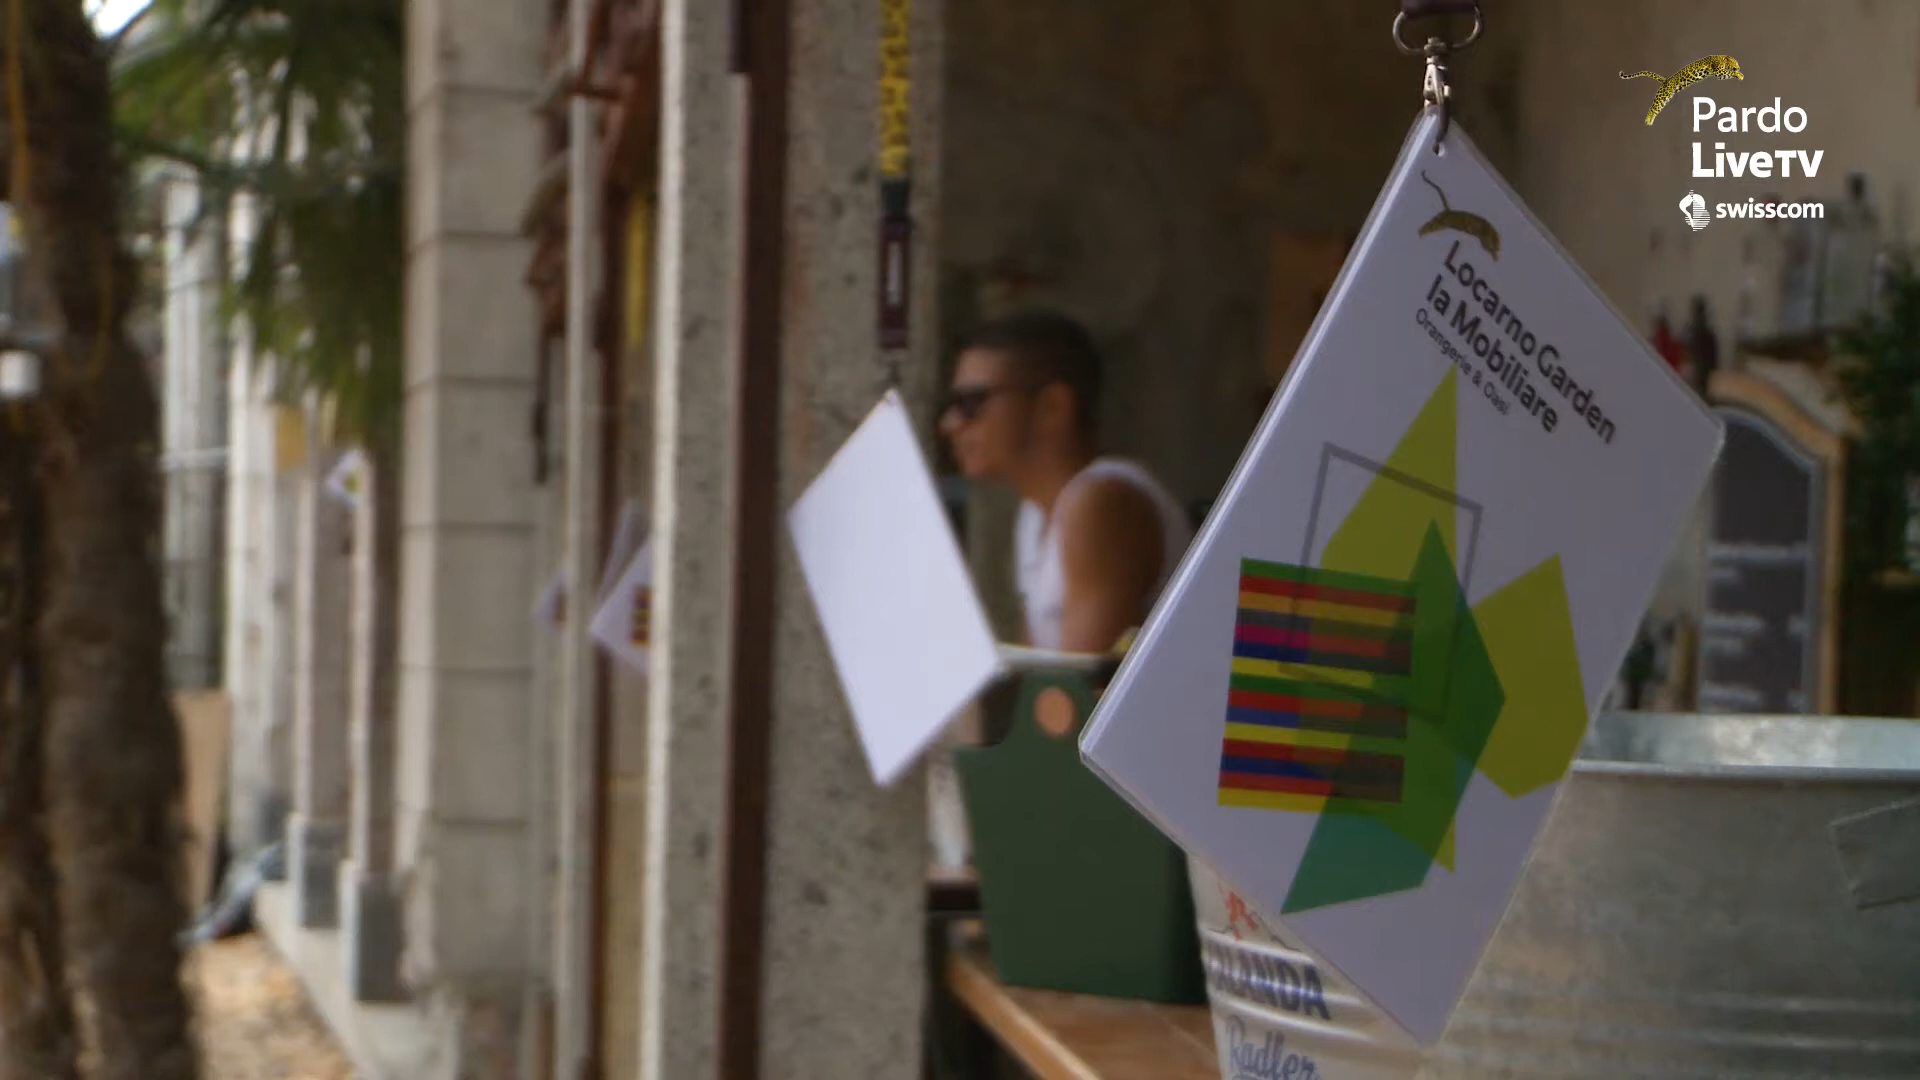 Pardo
LiveTV
swisscom
Locarno Garden
la Mobiliare
Orangerie & Oasi
Radler